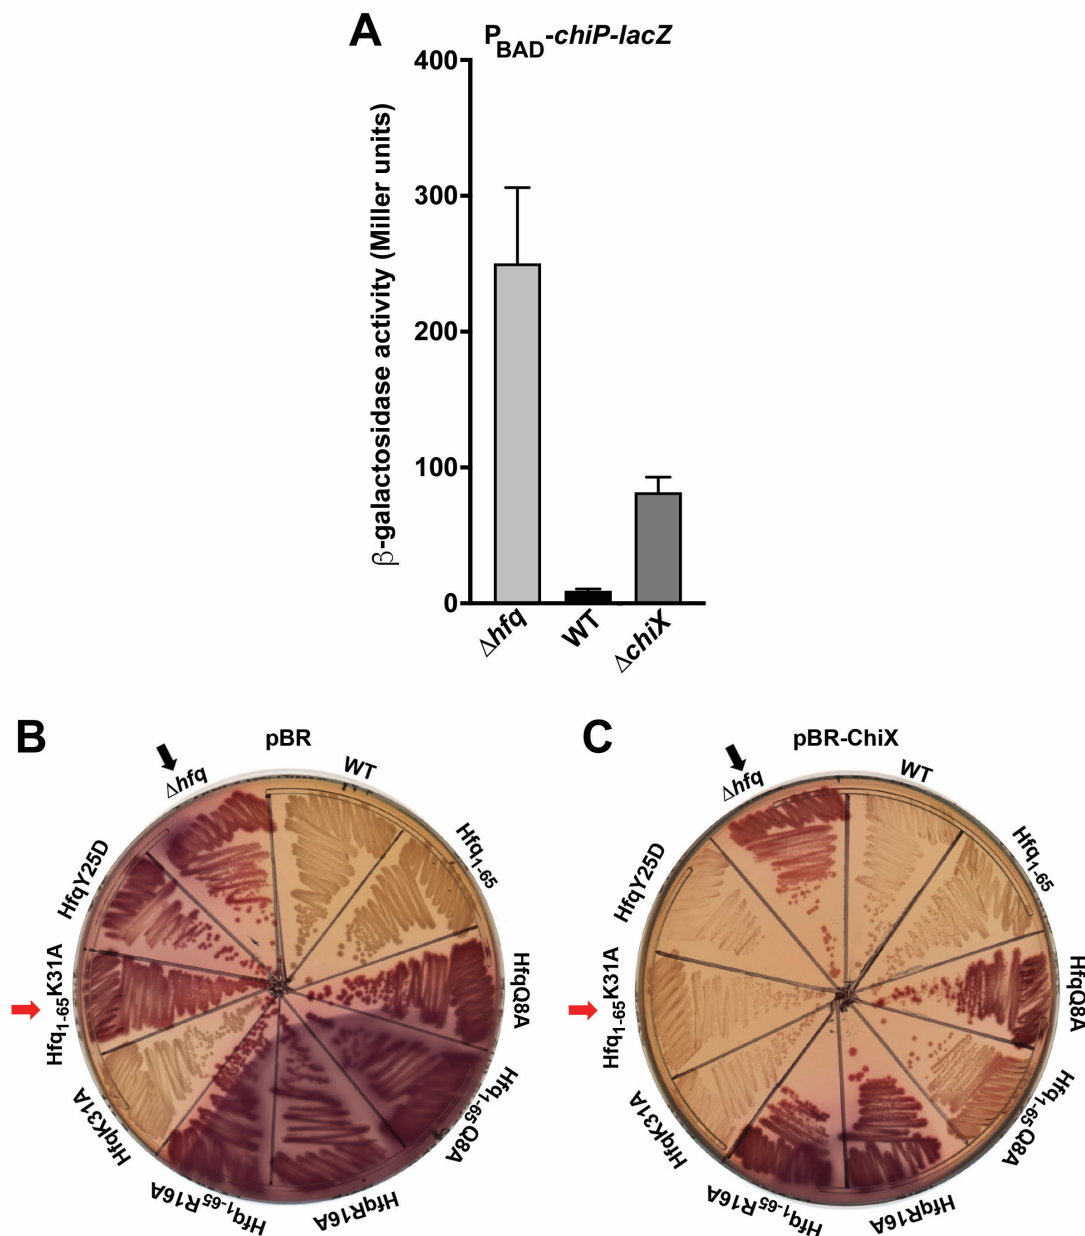 A
P_BAD-chiP-lacZ
β-galactosidase activity (Miller units)
400
300
200
100
0
Δhfq
WT
ΔchiX
B
pBR
Δhfq
WT
Hfq1-65
HfqQ8A
Hfq1-65Q8A
HfqR16A
Hfq1-65R16A
HfqK31A
Hfq1-65K31A
HfqY25D
C
pBR-ChiX
Δhfq
WT
Hfq1-65
HfqQ8A
Hfq1-65Q8A
HfqR16A
Hfq1-65R16A
HfqK31A
Hfq1-65K31A
HfqY25D